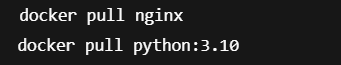 docker pull nginx
docker pull python:3.10